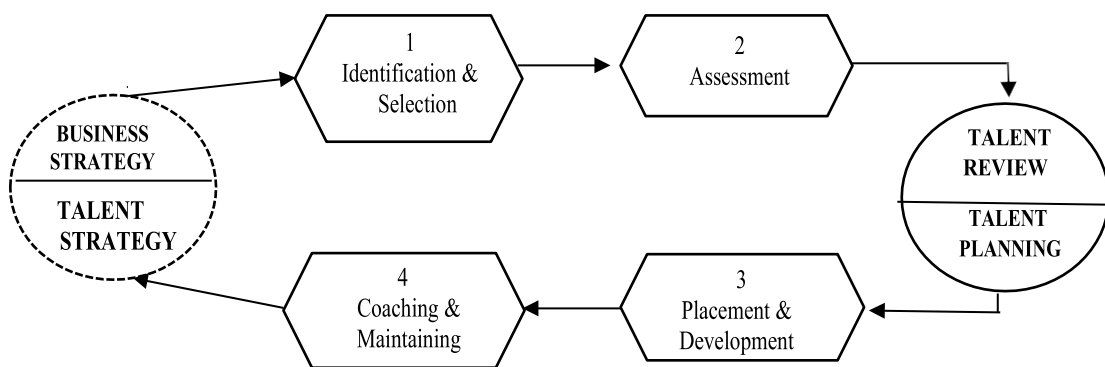 1
Identification &
Selection
2
Assessment
BUSINESS
STRATEGY
TALENT
STRATEGY
TALENT
REVIEW
TALENT
PLANNING
4
Coaching &
Maintaining
3
Placement &
Development